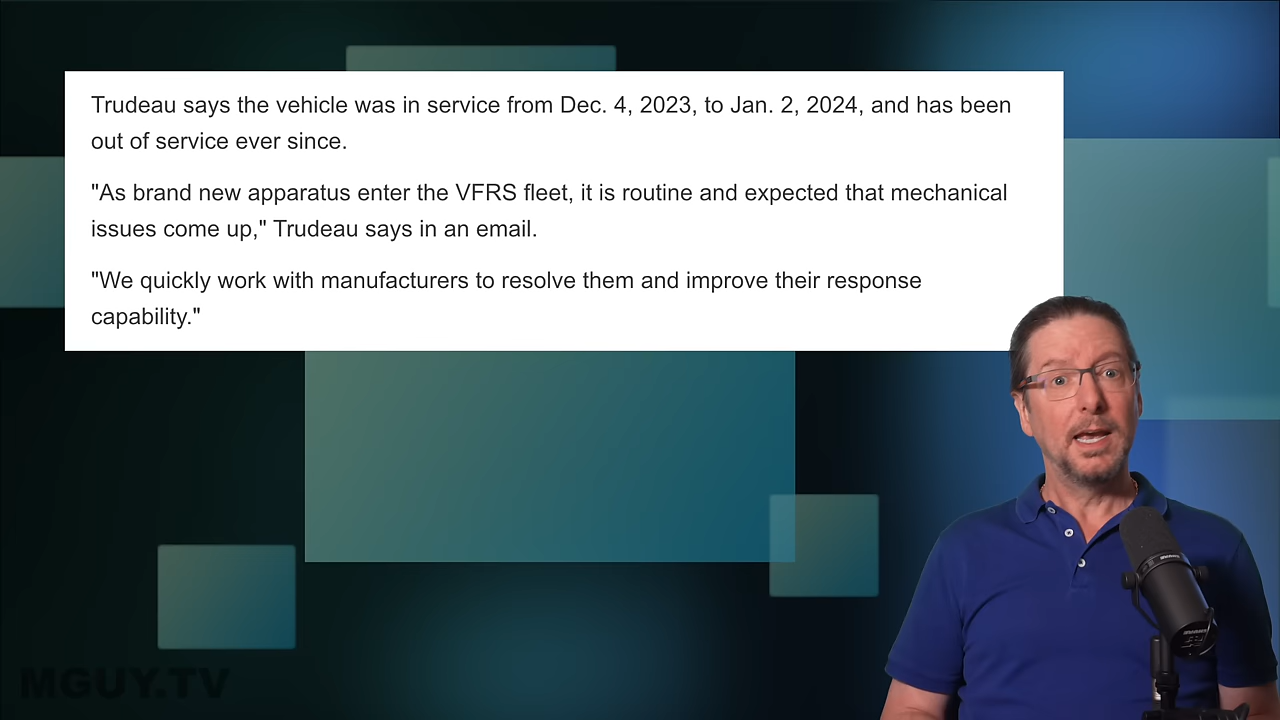 Trudeau says the vehicle was in service from Dec. 4, 2023, to Jan. 2, 2024, and has been
out of service ever since.
"As brand new apparatus enter the VFRS fleet, it is routine and expected that mechanical
issues come up," Trudeau says in an email.
"We quickly work with manufacturers to resolve them and improve their response
capability."
MGUY.TV